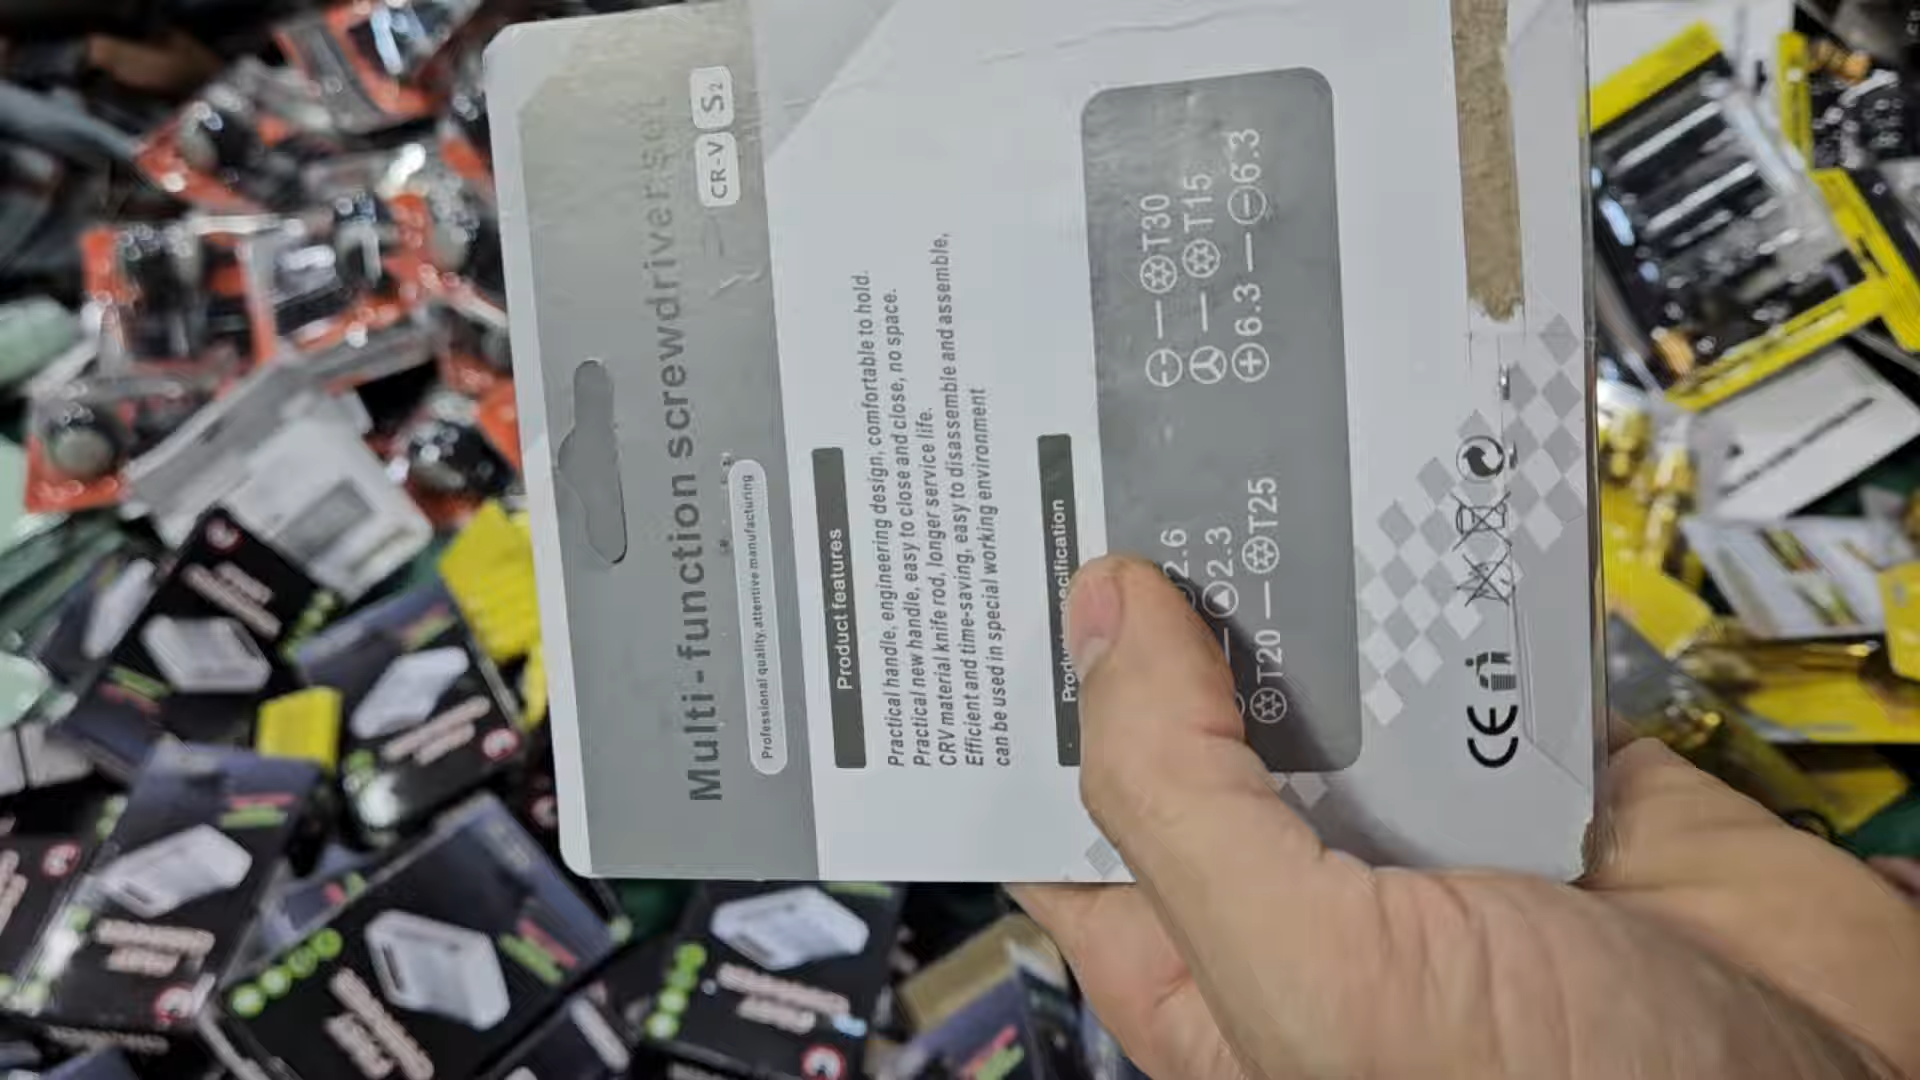 Multi-function screwdriver set
CR-V S2
Professional quality, attentive manufacturing
Product features
Practical handle, engineering design, comfortable to hold.
Practical new handle, easy to close and close, no space.
CRV material knife rod, longer service life.
Efficient and time-saving, easy to disassemble and assemble,
can be used in special working environment
2.6
2.3
T20 — T25
— T30
— T15
+6.3 — -6.3
CE